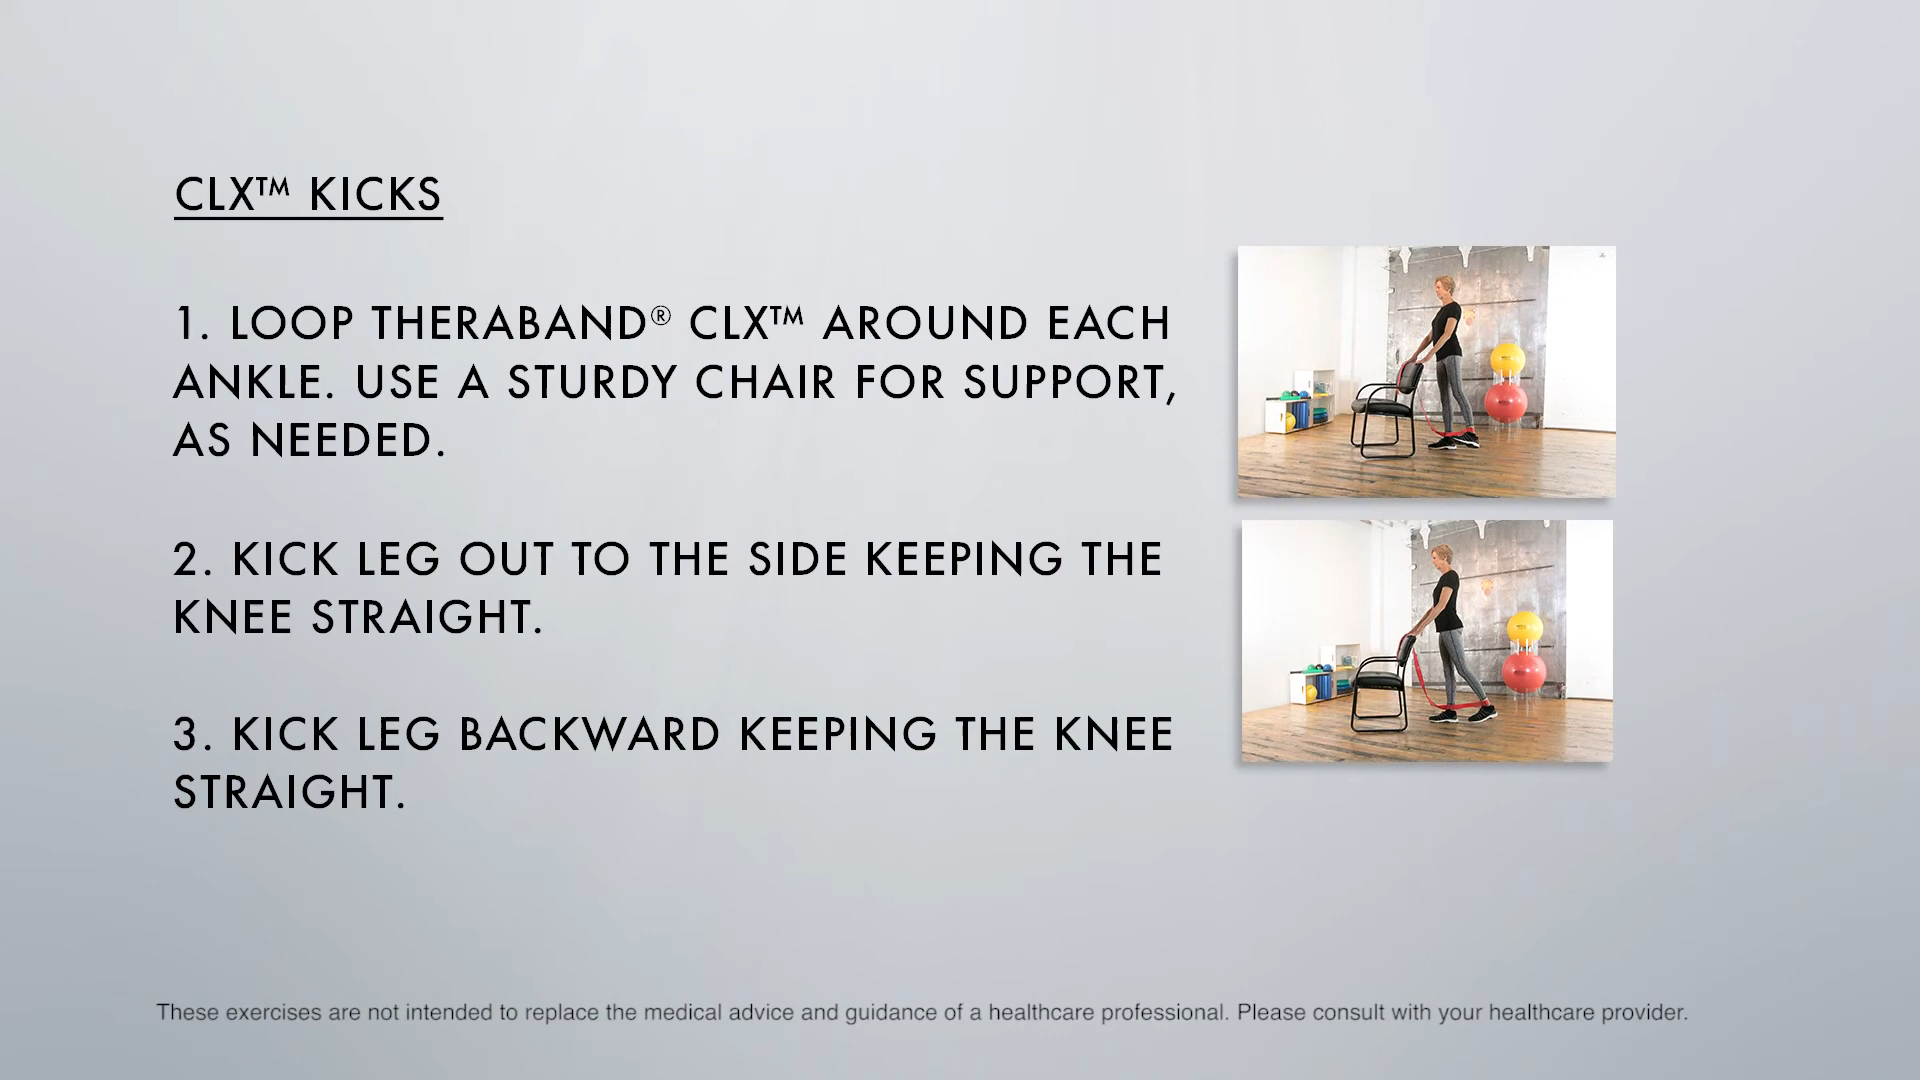 CLX™ KICKS
1. LOOP THERABAND® CLX™ AROUND EACH
ANKLE. USE A STURDY CHAIR FOR SUPPORT,
AS NEEDED.
2. KICK LEG OUT TO THE SIDE KEEPING THE
KNEE STRAIGHT.
3. KICK LEG BACKWARD KEEPING THE KNEE
STRAIGHT.
These exercises are not intended to replace the medical advice and guidance of a healthcare professional. Please consult with your healthcare provider.